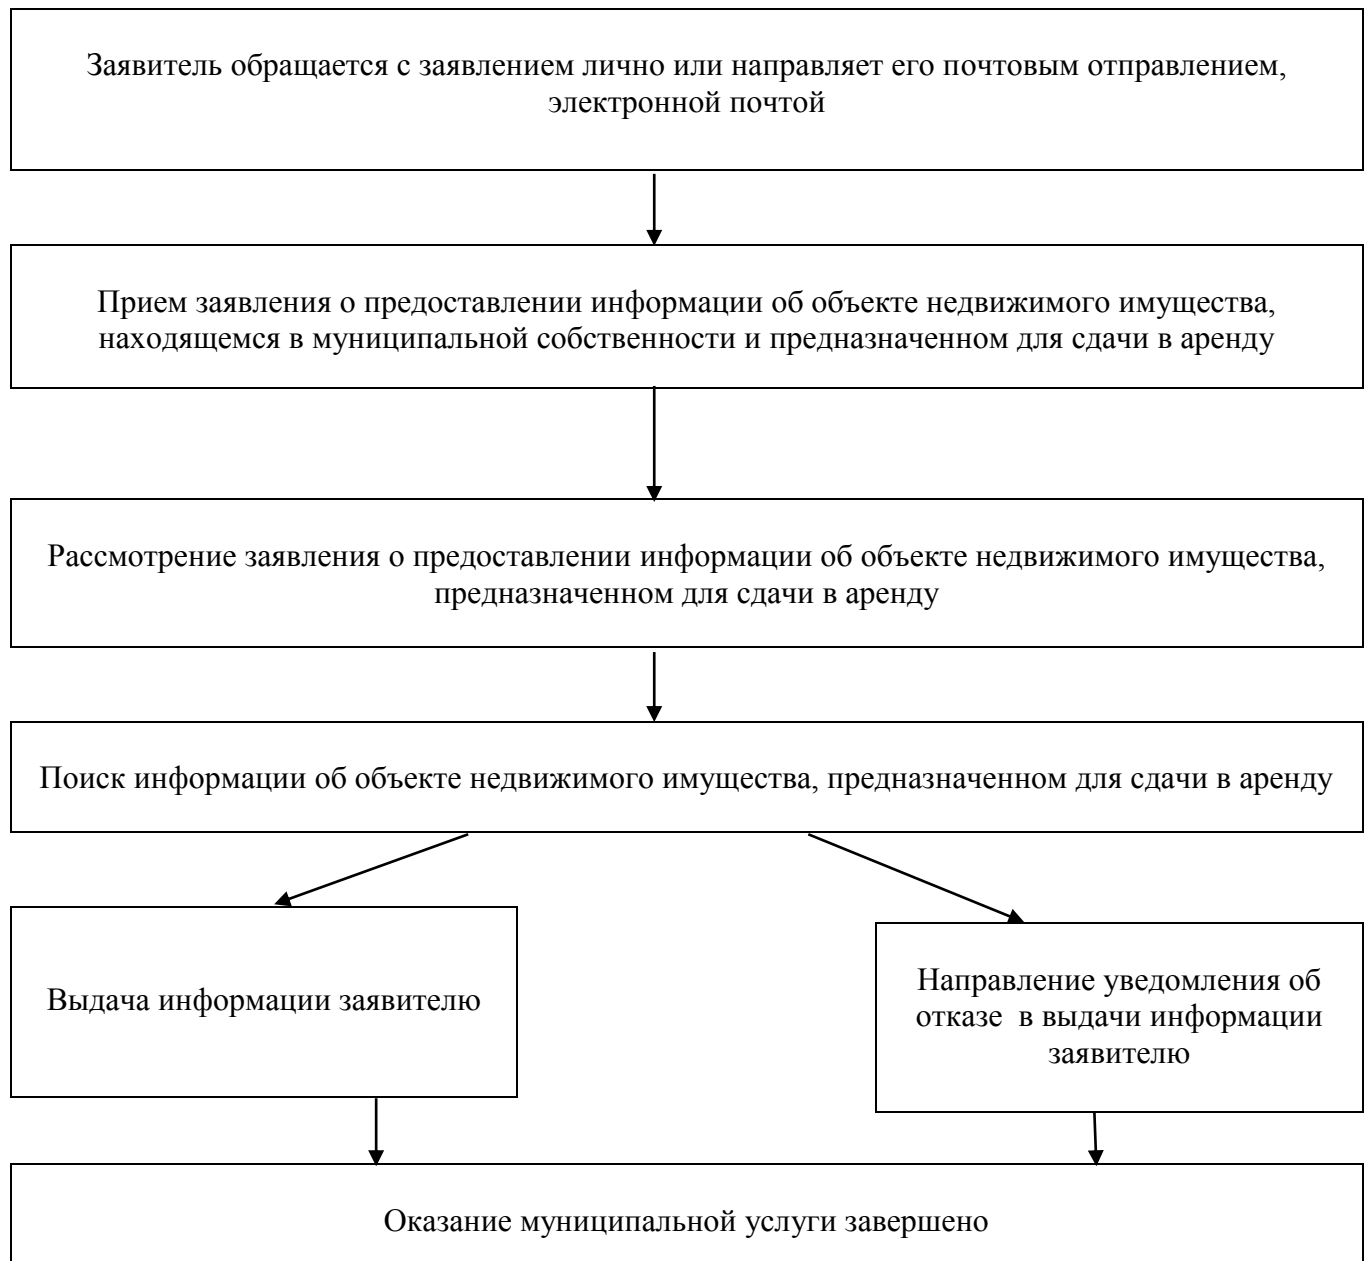 Заявитель обращается с заявлением лично или направляет его почтовым отправлением,
электронной почтой
Прием заявления о предоставлении информации об объекте недвижимого имущества,
находящемся в муниципальной собственности и предназначенном для сдачи в аренду
Рассмотрение заявления о предоставлении информации об объекте недвижимого имущества,
предназначенном для сдачи в аренду
Поиск информации об объекте недвижимого имущества, предназначенном для сдачи в аренду
Выдача информации заявителю
Направление уведомления об
отказе  в выдачи информации
заявителю
Оказание муниципальной услуги завершено